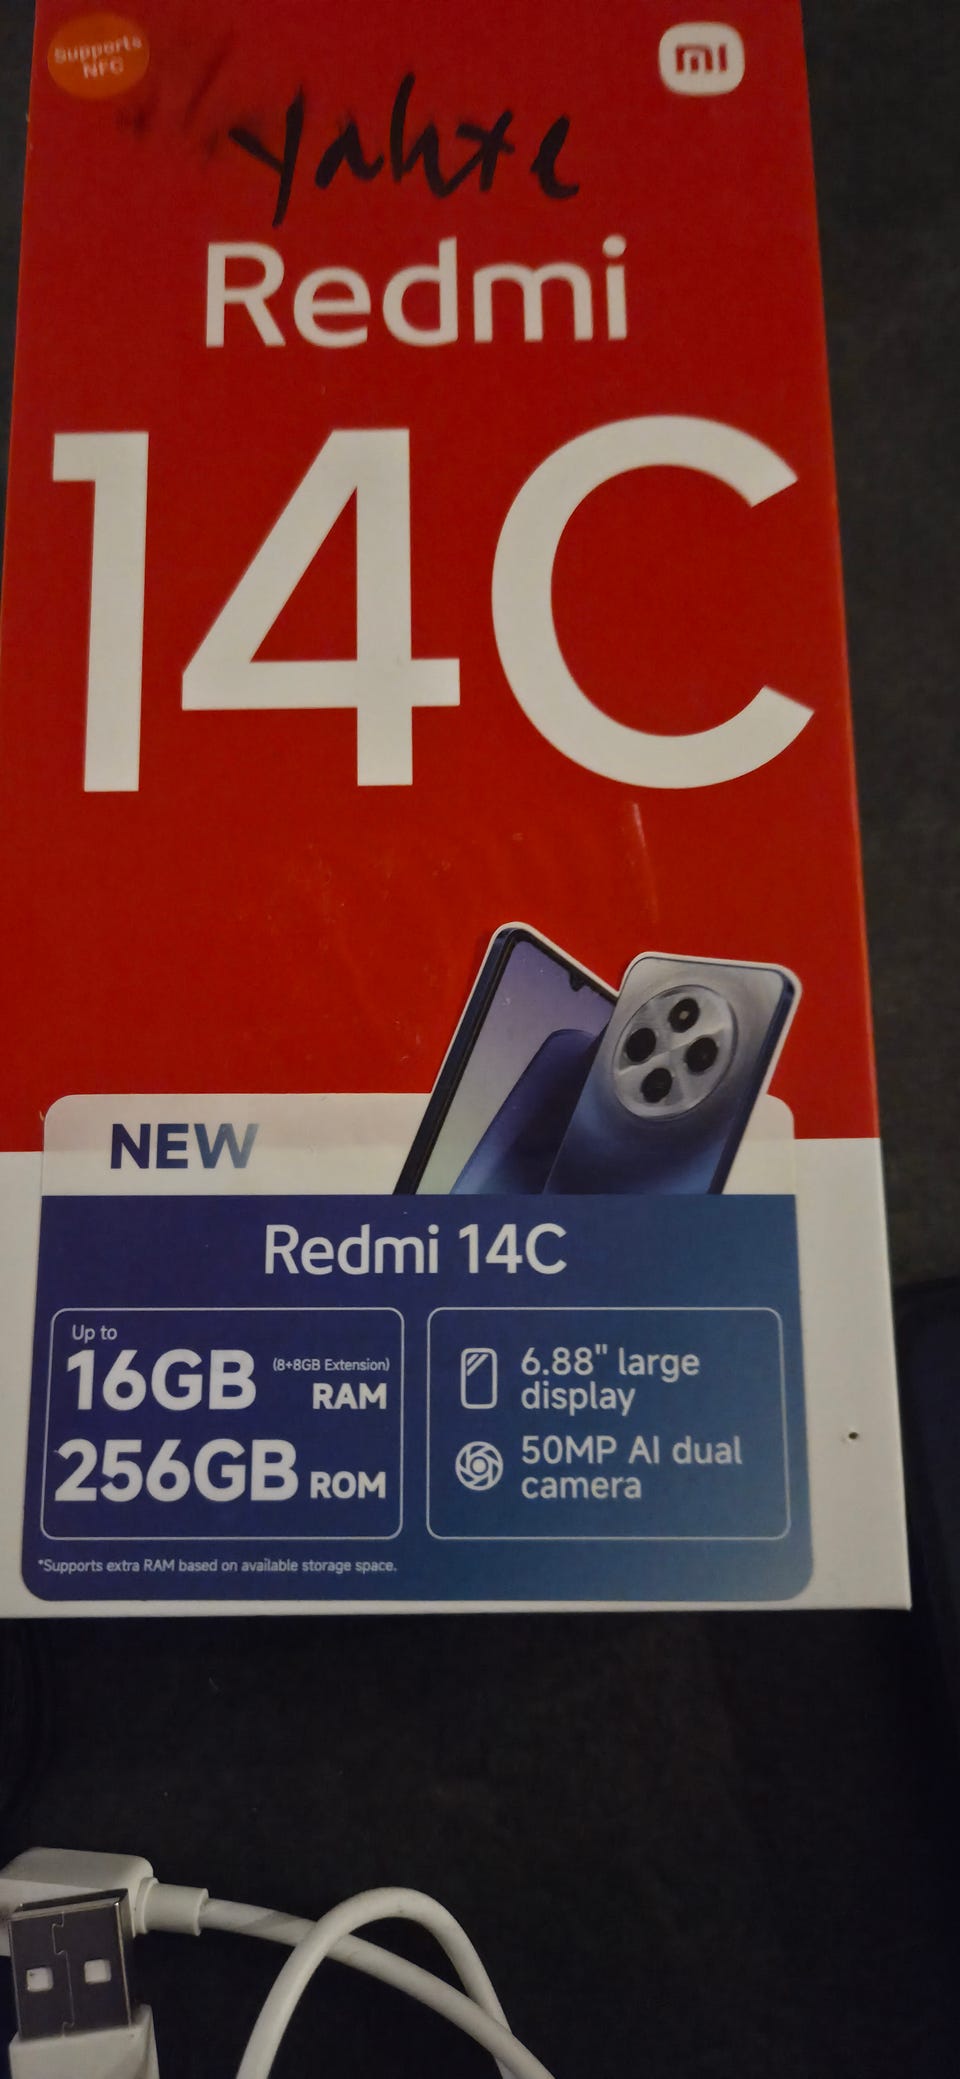 Supports
NFC
mi
Redmi
14C
NEW
Redmi 14C
Up to
16GB (8+8GB Extension) RAM
256GB ROM
6.88" large
display
50MP AI dual
camera
*Supports extra RAM based on available storage space.